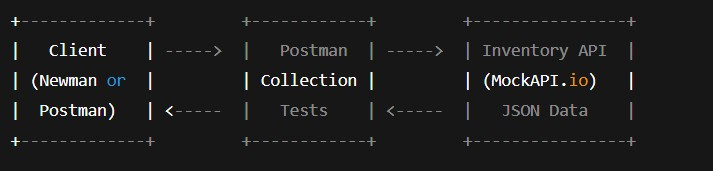 +-------------+         +------------+         +---------------+
|   Client    | ----->  |   Postman  | ----->  | Inventory API  |
| (Newman or  |         | Collection |         | (MockAPI.io)   |
|  Postman)   | <-----  |   Tests    | <-----  |   JSON Data    |
+-------------+         +------------+         +---------------+